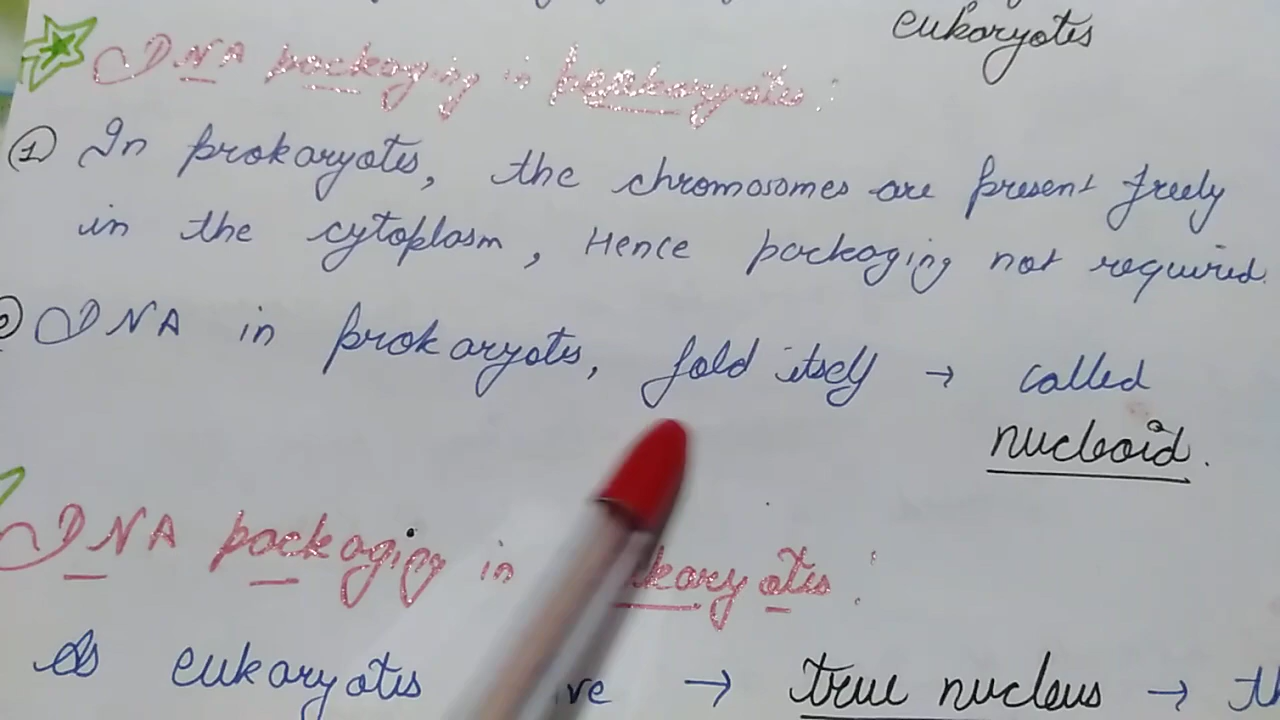 eukaryotes
DNA packaging in prokaryotes:
① In prokaryotes, the chromosomes are present freely
in the cytoplasm, Hence packaging not required.
DNA in prokaryotes, fold itself → called
nucleoid.
DNA packaging in
As eukaryotes → true nucleus →